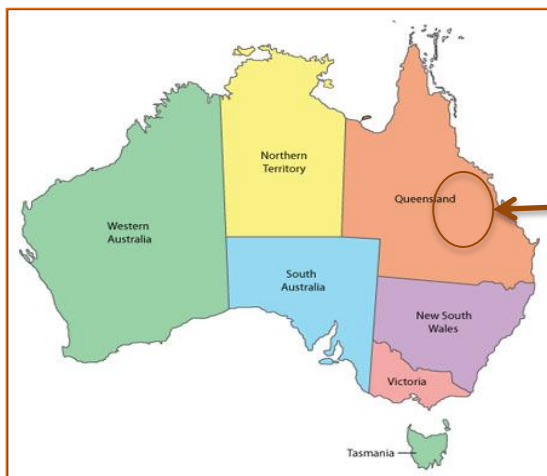 Northern
Territory
Queensland
Western
Australia
South
Australia
New South
Wales
Victoria
Tasmania